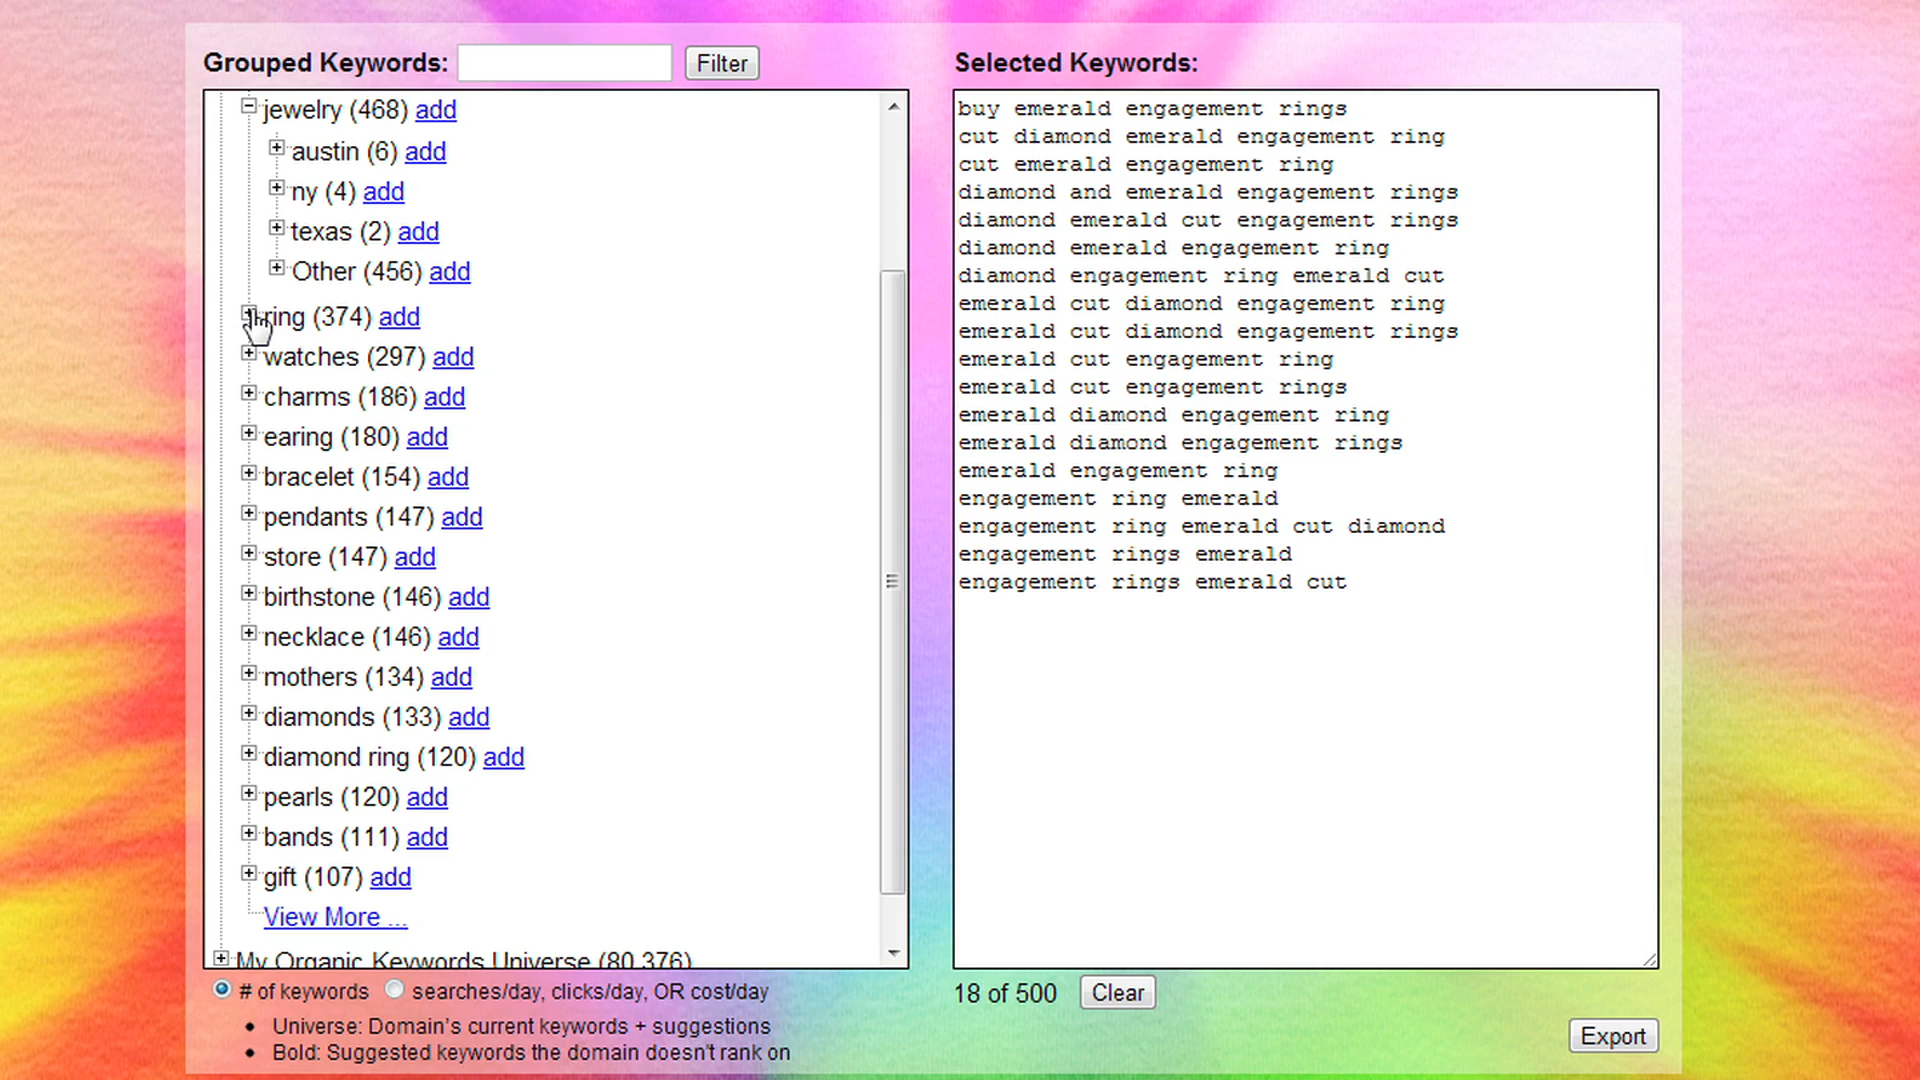 Grouped Keywords:
Filter
jewelry (468) add
austin (6) add
ny (4) add
texas (2) add
Other (456) add
ring (374) add
watches (297) add
charms (186) add
earing (180) add
bracelet (154) add
pendants (147) add
store (147) add
birthstone (146) add
necklace (146) add
mothers (134) add
diamonds (133) add
diamond ring (120) add
pearls (120) add
bands (111) add
gift (107) add
View More ...
My Organic Keywords Universe (80,376)
# of keywords
searches/day, clicks/day, OR cost/day
• Universe: Domain's current keywords + suggestions
• Bold: Suggested keywords the domain doesn't rank on
Selected Keywords:
buy emerald engagement rings
cut diamond emerald engagement ring
cut emerald engagement ring
diamond and emerald engagement rings
diamond emerald cut engagement rings
diamond emerald engagement ring
diamond engagement ring emerald cut
emerald cut diamond engagement ring
emerald cut diamond engagement rings
emerald cut engagement ring
emerald cut engagement rings
emerald diamond engagement ring
emerald diamond engagement rings
emerald engagement ring
engagement ring emerald
engagement ring emerald cut diamond
engagement rings emerald
engagement rings emerald cut
18 of 500
Clear
Export